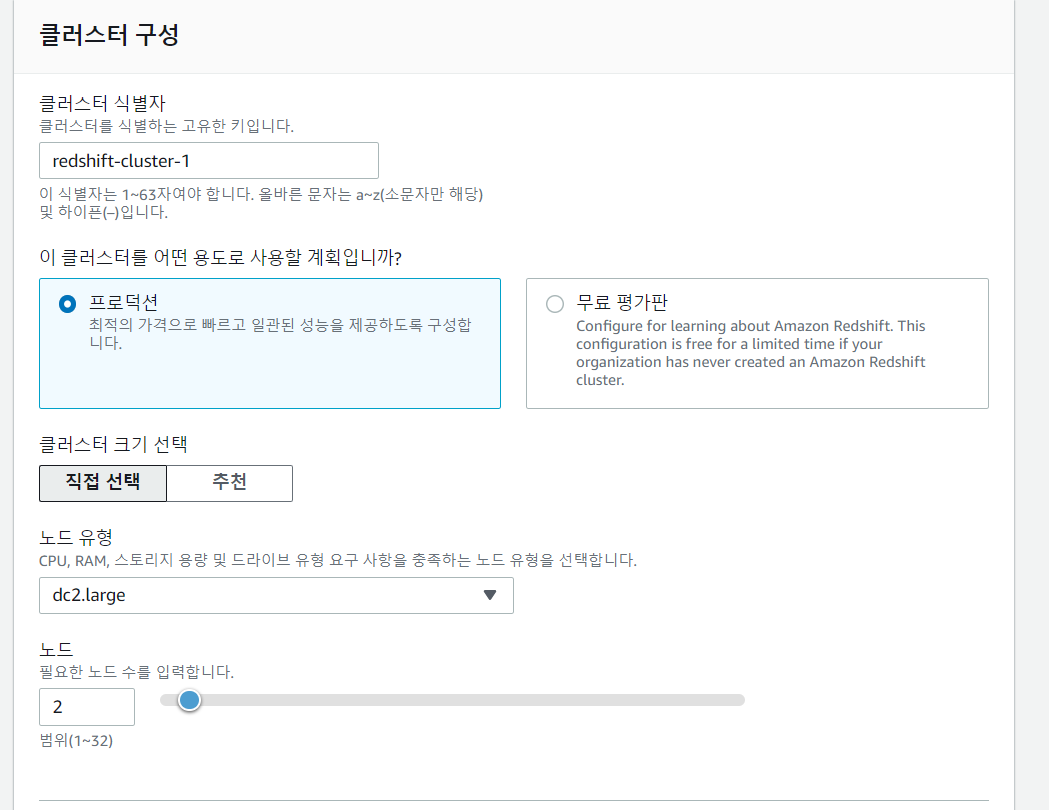 클러스터 구성
클러스터 식별자
클러스터를 식별하는 고유한 키입니다.
redshift-cluster-1
이 식별자는 1~63자여야 합니다. 올바른 문자는 a~z(소문자만 해당)
및 하이픈(–)입니다.
이 클러스터를 어떤 용도로 사용할 계획입니까?
프로덕션
최적의 가격으로 빠르고 일관된 성능을 제공하도록 구성합
니다.
무료 평가판
Configure for learning about Amazon Redshift. This
configuration is free for a limited time if your
organization has never created an Amazon Redshift
cluster.
클러스터 크기 선택
직접 선택
추천
노드 유형
CPU, RAM, 스토리지 용량 및 드라이브 유형 요구 사항을 충족하는 노드 유형을 선택합니다.
dc2.large
노드
필요한 노드 수를 입력합니다.
2
범위(1~32)